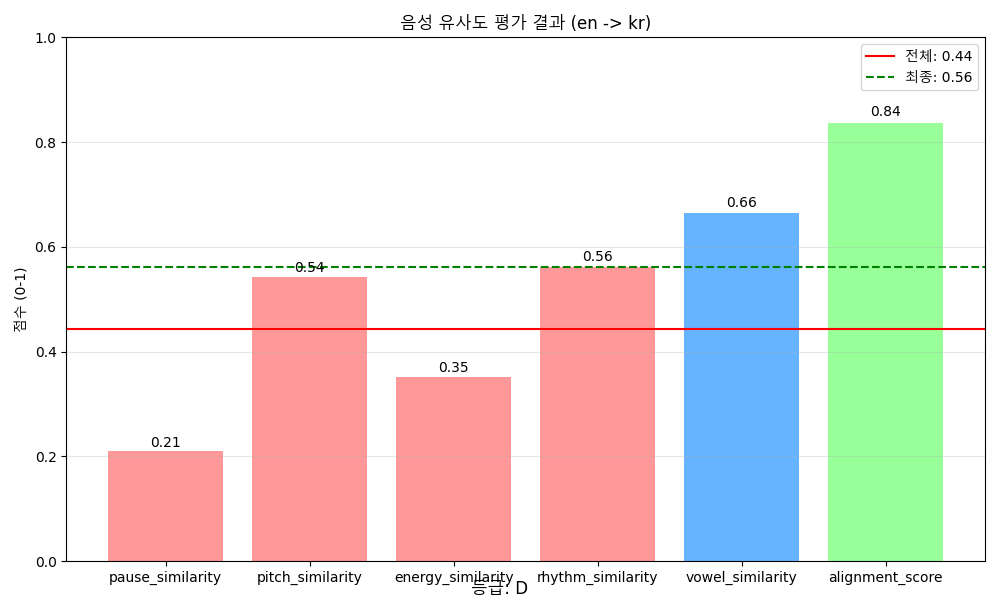 음성 유사도 평가 결과 (en -> kr)
전체: 0.44
최종: 0.56
점수 (0-1)
1.0
0.8
0.6
0.4
0.2
0.0
0.21
0.54
0.35
0.56
0.66
0.84
pause_similarity
pitch_similarity
energy_similarity
rhythm_similarity
vowel_similarity
alignment_score
등급: D